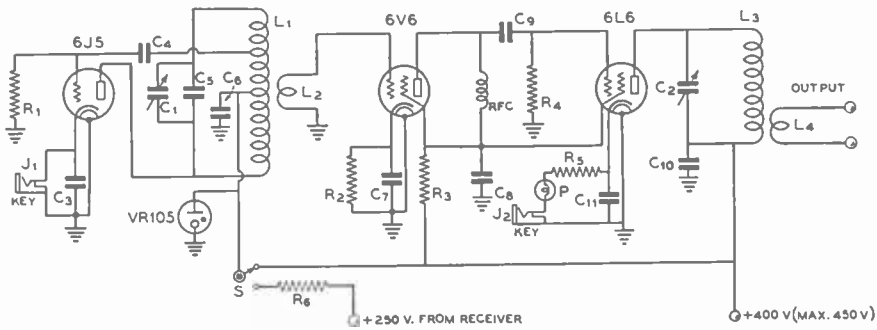 6J5
C4
L1
6V6
C9
6L6
L3
R1
C1
C5
C6
L2
RFC
R4
C2
OUTPUT
L4
J1
KEY
C3
VR105
R2
C7
R3
C8
R5
P
J2
KEY
C11
C10
S
R6
+250 V. FROM RECEIVER
+400 V (MAX. 450 V)